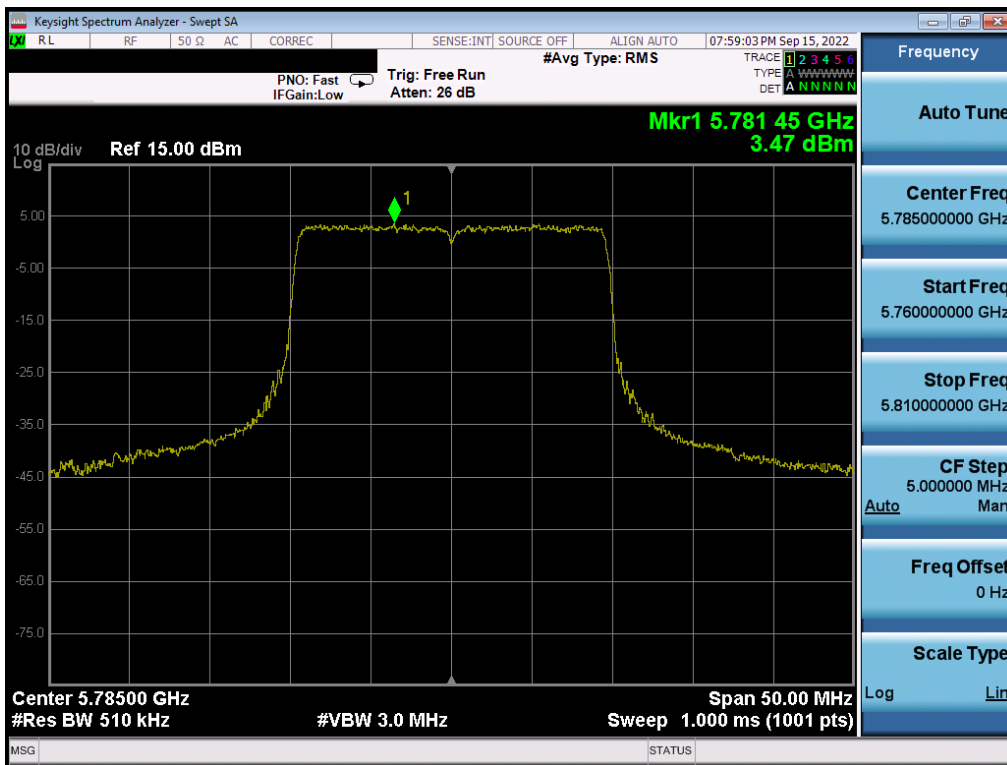 Keysight Spectrum Analyzer - Swept SA
LXI RL RF 50 Ω AC CORREC SENSE:INT SOURCE OFF ALIGN AUTO 07:59:03 PM Sep 15, 2022
Frequency
PNO: Fast
IFGain:Low
Trig: Free Run
Atten: 26 dB
#Avg Type: RMS
TRACE 1 2 3 4 5 6
TYPE A WWWWW
DET A N N N N N
Auto Tune
Mkr1 5.781 45 GHz
3.47 dBm
10 dB/div Ref 15.00 dBm
Log
1
5.00
-5.00
-15.0
-25.0
-35.0
-45.0
-55.0
-65.0
-75.0
Center Freq
5.785000000 GHz
Start Freq
5.760000000 GHz
Stop Freq
5.810000000 GHz
CF Step
5.000000 MHz
Auto Man
Freq Offset
0 Hz
Scale Type
Log Lin
Center 5.78500 GHz Span 50.00 MHz
#Res BW 510 kHz #VBW 3.0 MHz Sweep 1.000 ms (1001 pts)
MSG STATUS